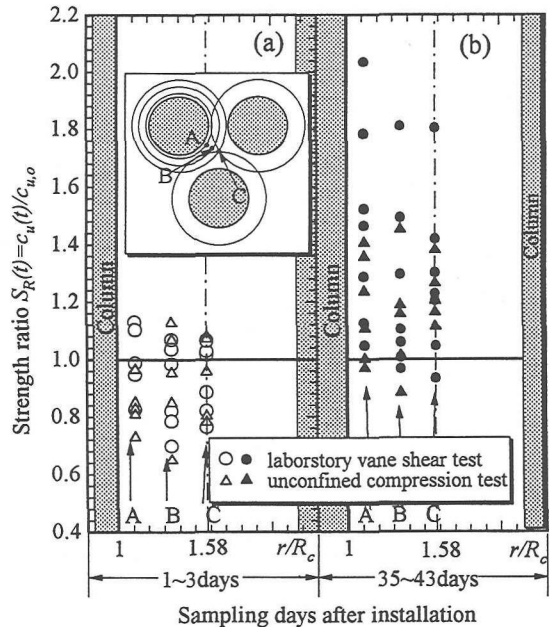 2.2
2.0
1.8
1.6
1.4
1.2
1.0
0.8
0.6
0.4
Strength ratio S_R(t)=c_u(t)/c_{u,o}
(a)
(b)
A
B
C
Column
Column
Column
laborstory vane shear test
unconfined compression test
A B C
A B C
1 1.58 r/R_c
1 1.58 r/R_c
1~3days
35~43days
Sampling days after installation